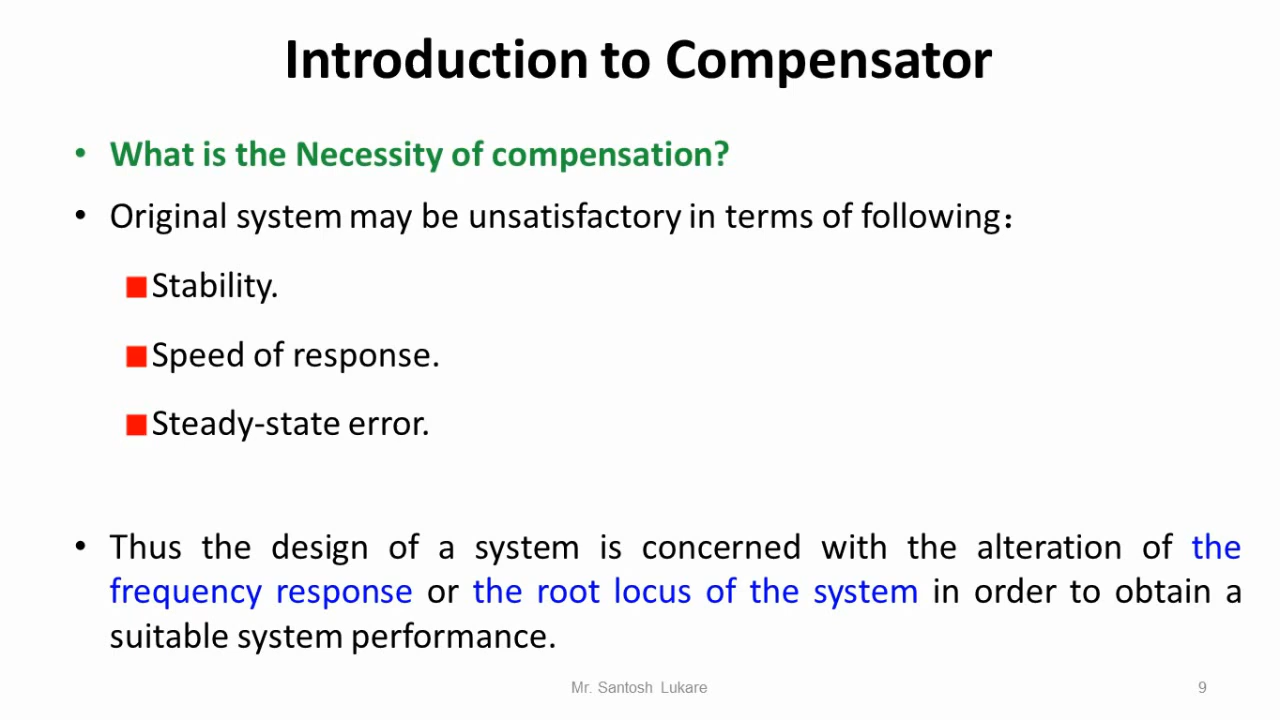 Introduction to Compensator
• What is the Necessity of compensation?
• Original system may be unsatisfactory in terms of following：
■ Stability.
■ Speed of response.
■ Steady-state error.
• Thus the design of a system is concerned with the alteration of the
frequency response or the root locus of the system in order to obtain a
suitable system performance.
Mr. Santosh Lukare
9